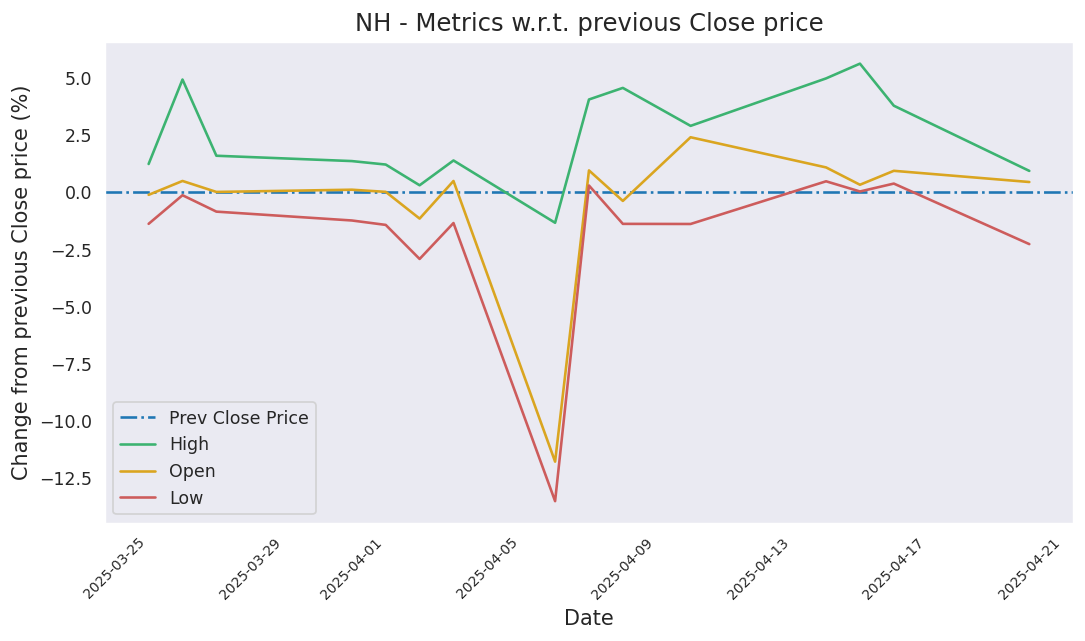 NH - Metrics w.r.t. previous Close price
Change from previous Close price (%)
5.0
2.5
0.0
−2.5
−5.0
−7.5
−10.0
−12.5
Prev Close Price
High
Open
Low
2025-03-25
2025-03-29
2025-04-01
2025-04-05
2025-04-09
2025-04-13
2025-04-17
2025-04-21
Date